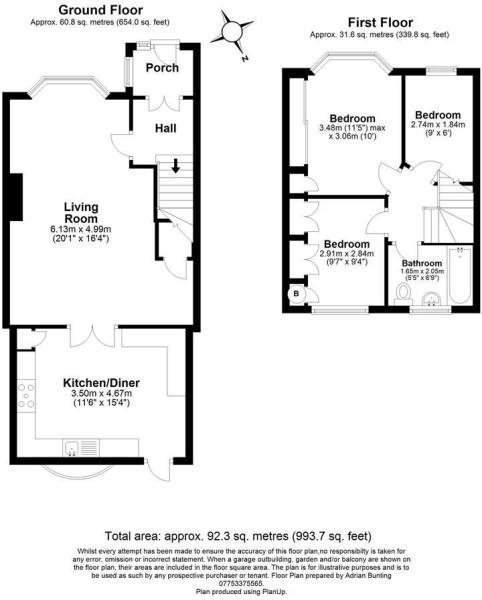 Ground Floor
Approx. 60.8 sq. metres (654.0 sq. feet)
Porch
Hall
Living
Room
6.13m x 4.99m
(20'1" x 16'4")
Kitchen/Diner
3.50m x 4.67m
(11'6" x 15'4")
N
First Floor
Approx. 31.6 sq. metres (339.8 sq. feet)
Bedroom
3.48m (11'5") max
x 3.06m (10')
Bedroom
2.74m x 1.84m
(9' x 6')
Bedroom
2.91m x 2.84m
(9'7" x 9'4")
Bathroom
1.65m x 2.05m
(5'5" x 6'9")
B
Total area: approx. 92.3 sq. metres (993.7 sq. feet)
Whilst every attempt has been made to ensure the accuracy of this floor plan,no responsibilty is taken for
any error, omission or incorrect statement. When a garage outbuilding, garden and/or balcony are shown on
the floor plan, their areas are included in the floor square area. The plan is for illustrative purposes and is to
be used as such by any prospective purchaser or tenant. Floor Plan prepared by Adrian Bunting
07753375565.
Plan produced using PlanUp.